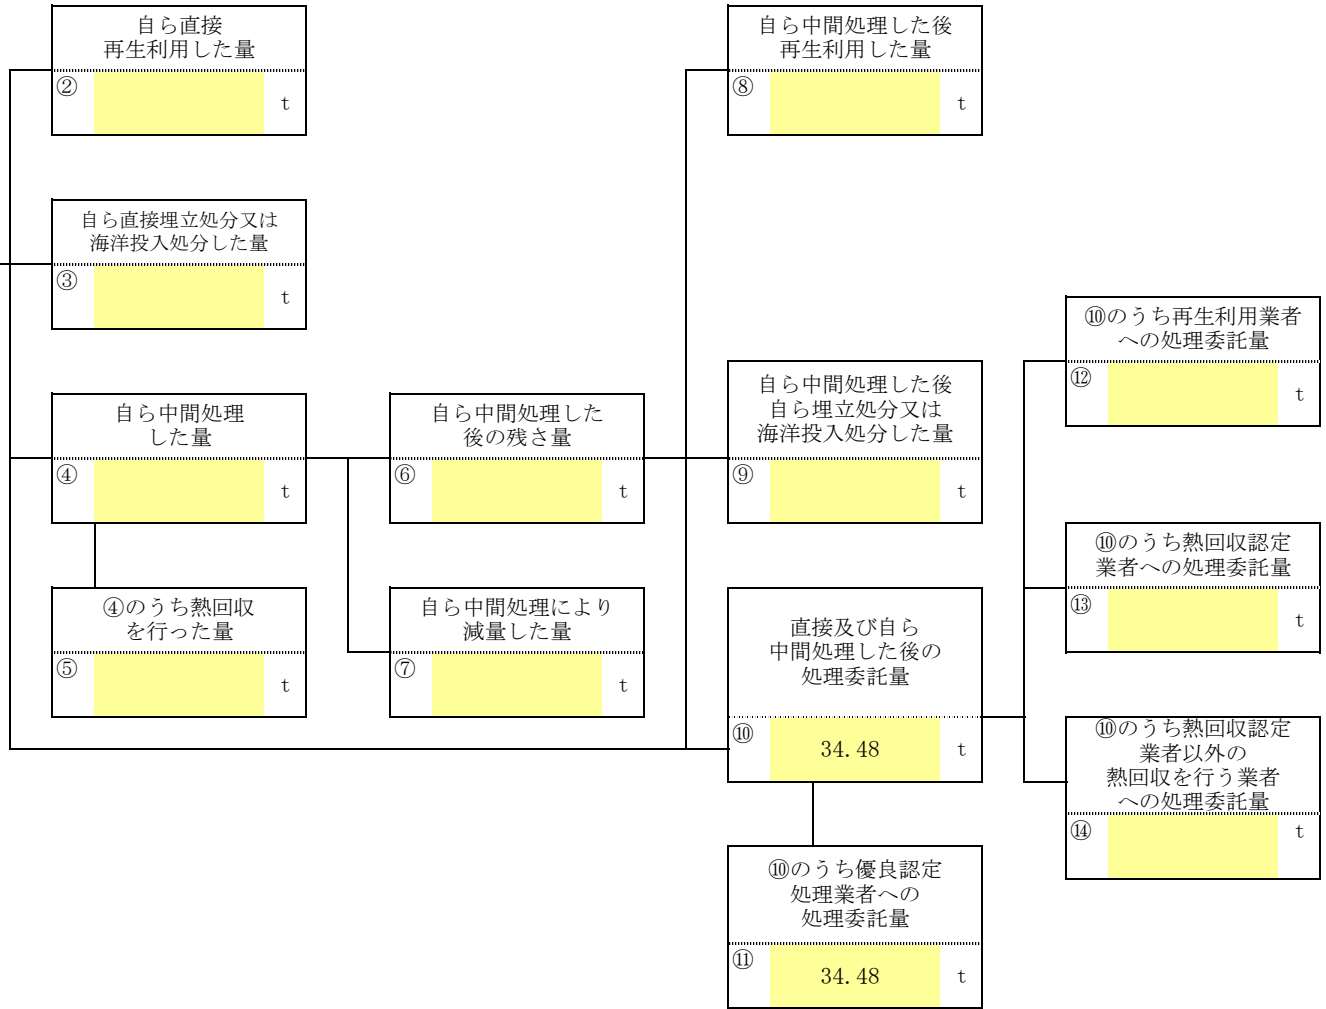 自ら直接
再生利用した量
②
t
自ら中間処理した後
再生利用した量
⑧
t
自ら直接埋立処分又は
海洋投入処分した量
③
t
⑩のうち再生利用業者
への処理委託量
⑫
t
自ら中間処理
した量
④
t
自ら中間処理した
後の残さ量
⑥
t
自ら中間処理した後
自ら埋立処分又は
海洋投入処分した量
⑨
t
⑩のうち熱回収認定
業者への処理委託量
⑬
t
④のうち熱回収
を行った量
⑤
t
自ら中間処理により
減量した量
⑦
t
直接及び自ら
中間処理した後の
処理委託量
⑩
34.48
t
⑩のうち熱回収認定
業者以外の
熱回収を行う業者
への処理委託量
⑭
t
⑩のうち優良認定
処理業者への
処理委託量
⑪
34.48
t